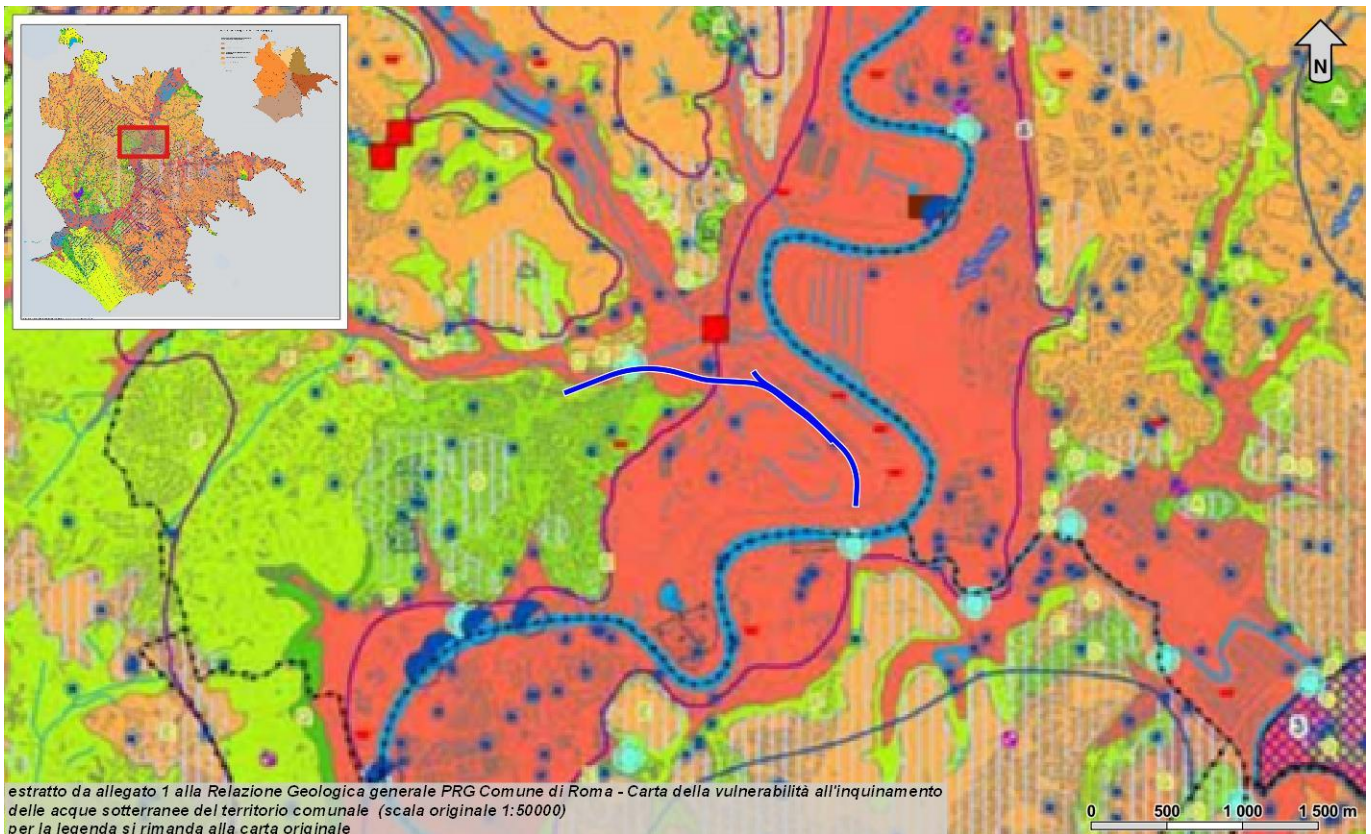 N
8
3
estratto da allegato 1 alla Relazione Geologica generale PRG Comune di Roma - Carta della vulnerabilità all'inquinamento
delle acque sotterranee del territorio comunale (scala originale 1:50000)
per la legenda si rimanda alla carta originale
0 500 1 000 1 500 m